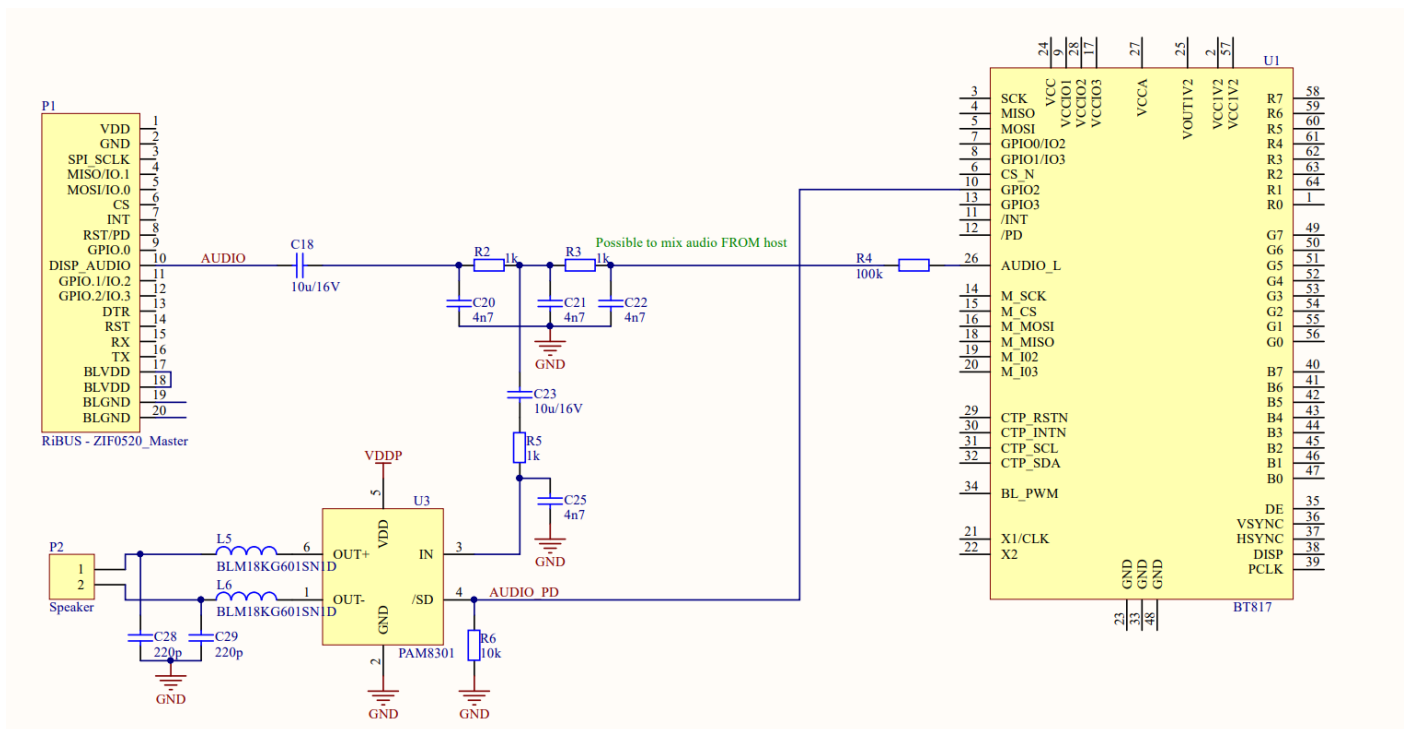 P1
VDD 1
GND 2
SPI_SCLK 3
MISO/IO.1 4
MOSI/IO.0 5
CS 6
INT 7
RST/PD 8
GPIO.0 9
DISP_AUDIO 10
GPIO.1/IO.2 11
GPIO.2/IO.3 12
DTR 13
RST 14
RX 15
TX 16
BLVDD 17
BLVDD 18
BLGND 19
BLGND 20
RiBUS - ZIF0520_Master
AUDIO
C18
10u/16V
R2
1k
R3
1k
Possible to mix audio FROM host
C20
4n7
C21
4n7
C22
4n7
GND
C23
10u/16V
R5
1k
C25
4n7
GND
R4
100k
VDDP
5
U3
VDD
6 OUT+
1 OUT-
IN 3
/SD 4
GND
2
PAM8301
GND
AUDIO_PD
R6
10k
GND
P2
1
2
Speaker
L5
BLM18KG601SN1D
L6
BLM18KG601SN1D
C28
220p
C29
220p
GND
U1
24 VCC
9 VCCIO1
28 VCCIO2
17 VCCIO3
27 VCCA
25 VOUT1V2
2 VCC1V2
57 VCC1V2
3 SCK
4 MISO
5 MOSI
7 GPIO0/IO2
8 GPIO1/IO3
6 CS_N
10 GPIO2
13 GPIO3
11 /INT
12 /PD
26 AUDIO_L
14 M_SCK
15 M_CS
16 M_MOSI
18 M_MISO
19 M_I02
20 M_I03
29 CTP_RSTN
30 CTP_INTN
31 CTP_SCL
32 CTP_SDA
34 BL_PWM
21 X1/CLK
22 X2
R7 58
R6 59
R5 60
R4 61
R3 62
R2 63
R1 64
R0 1
G7 49
G6 50
G5 51
G4 52
G3 53
G2 54
G1 55
G0 56
B7 40
B6 41
B5 42
B4 43
B3 44
B2 45
B1 46
B0 47
DE 35
VSYNC 36
HSYNC 37
DISP 38
PCLK 39
GND 23
GND 33
GND 48
BT817